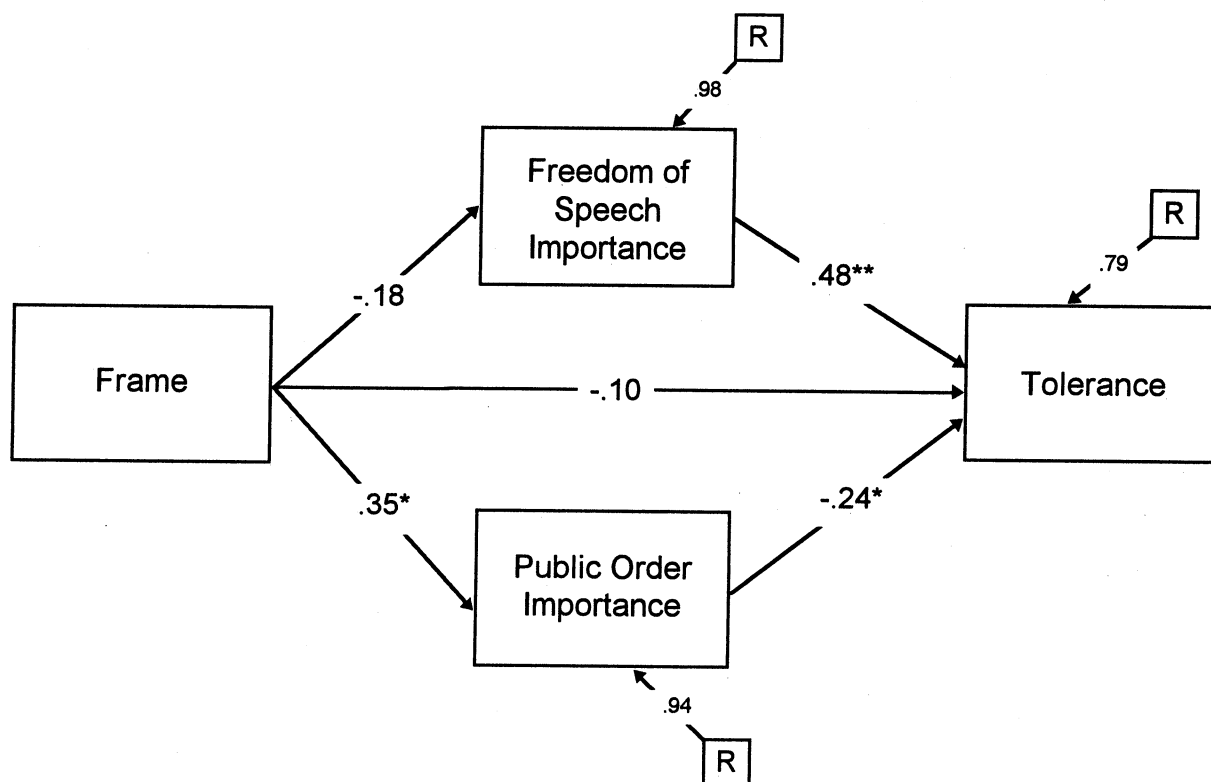 R
.98
Freedom of
Speech
Importance
R
.79
.48**
-.18
Frame
-.10
Tolerance
.35*
-.24*
Public Order
Importance
.94
R